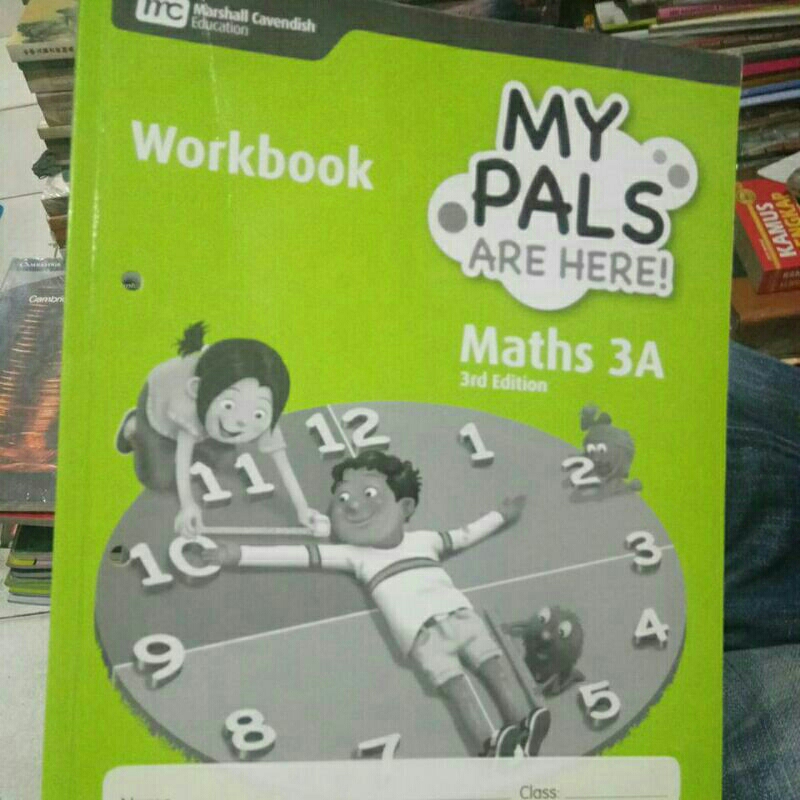 mc Marshall Cavendish
Education
Workbook
MY
PALS
ARE HERE!
Maths 3A
3rd Edition
12
1
2
3
4
5
7
8
9
10
11
Class:
KAMUS
CAMBRIDGE